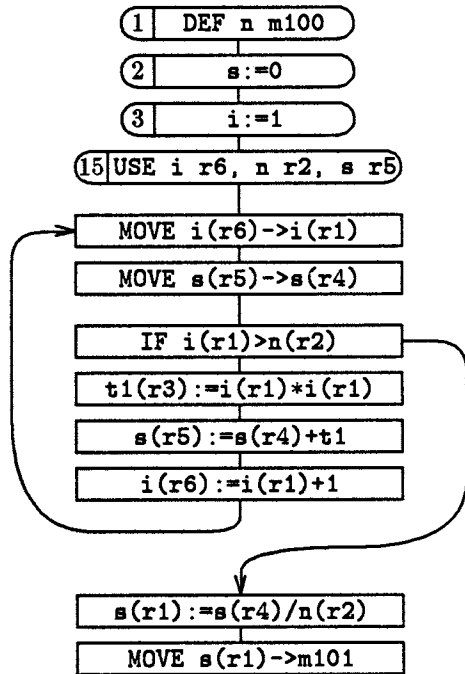 1 DEF n m100
2 s:=0
3 i:=1
15 USE i r6, n r2, s r5
MOVE i(r6)->i(r1)
MOVE s(r5)->s(r4)
IF i(r1)>n(r2)
t1(r3):=i(r1)*i(r1)
s(r5):=s(r4)+t1
i(r6):=i(r1)+1
s(r1):=s(r4)/n(r2)
MOVE s(r1)->m101